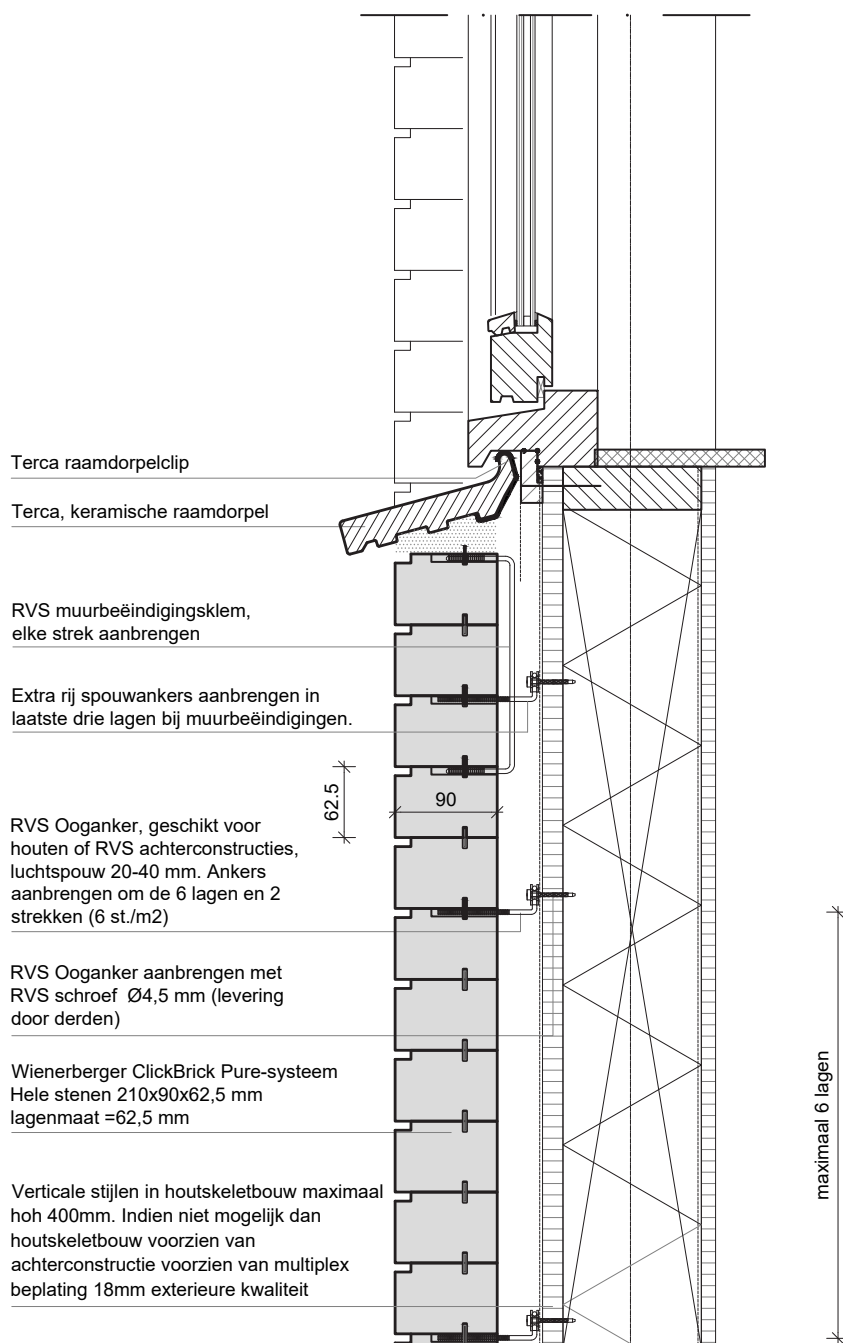 Terca raamdorpelclip
Terca, keramische raamdorpel
RVS muurbeëindigingsklem,
elke strek aanbrengen
Extra rij spouwankers aanbrengen in
laatste drie lagen bij muurbeëindigingen.
62.5
90
RVS Ooganker, geschikt voor
houten of RVS achterconstructies,
luchtspouw 20-40 mm. Ankers
aanbrengen om de 6 lagen en 2
strekken (6 st./m2)
RVS Ooganker aanbrengen met
RVS schroef Ø4,5 mm (levering
door derden)
Wienerberger ClickBrick Pure-systeem
Hele stenen 210x90x62,5 mm
lagenmaat =62,5 mm
Verticale stijlen in houtskeletbouw maximaal
hoh 400mm. Indien niet mogelijk dan
houtskeletbouw voorzien van
achterconstructie voorzien van multiplex
beplating 18mm exterieure kwaliteit
maximaal 6 lagen